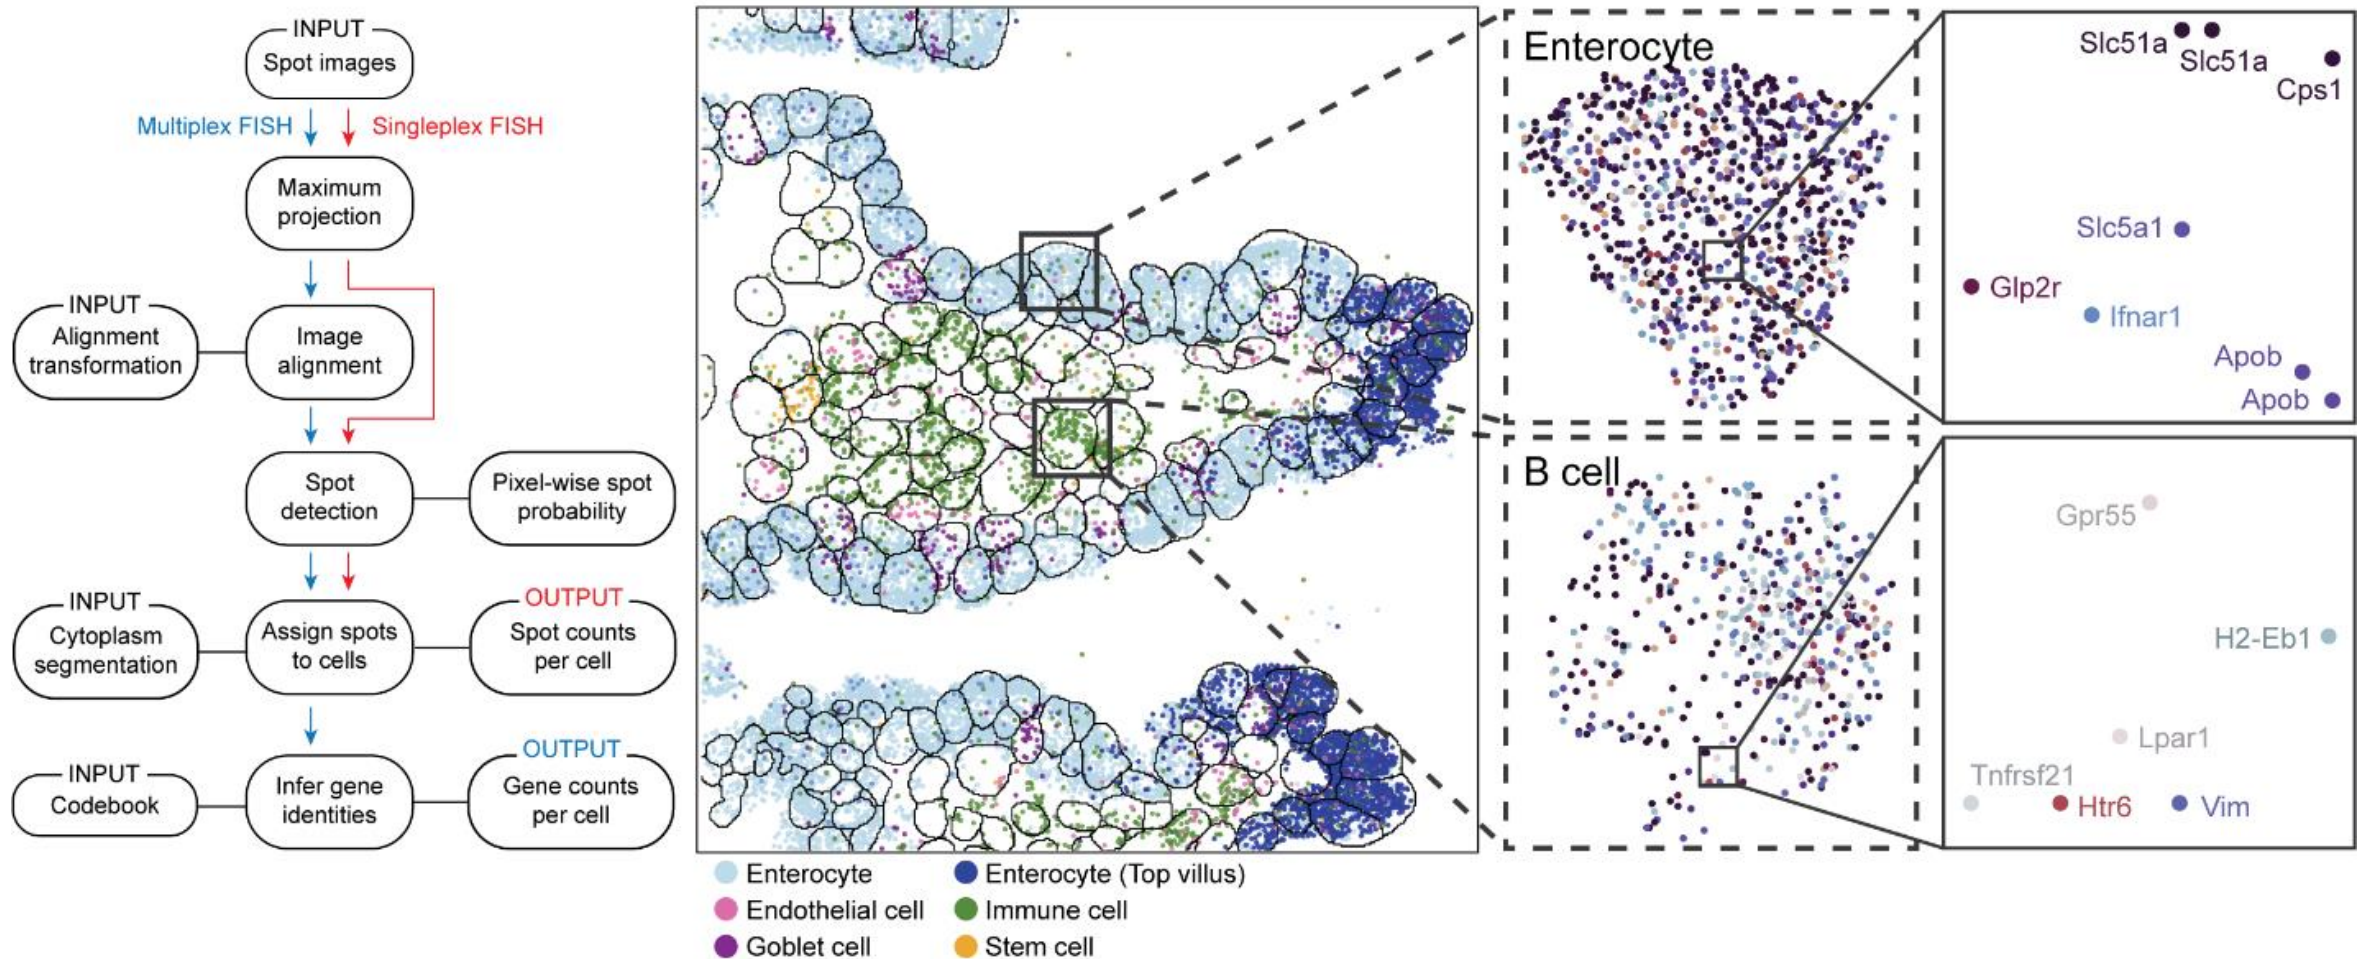 INPUT
Spot images
Multiplex FISH
Singleplex FISH
Maximum
projection
INPUT
Alignment
transformation
Image
alignment
Spot
detection
Pixel-wise spot
probability
INPUT
Cytoplasm
segmentation
Assign spots
to cells
OUTPUT
Spot counts
per cell
INPUT
Codebook
Infer gene
identities
OUTPUT
Gene counts
per cell
Enterocyte
Enterocyte (Top villus)
Endothelial cell
Immune cell
Goblet cell
Stem cell
Enterocyte
Slc51a
Slc51a
Cps1
Slc5a1
Glp2r
Ifnar1
Apob
Apob
B cell
Gpr55
H2-Eb1
Lpar1
Tnfrsf21
Htr6
Vim